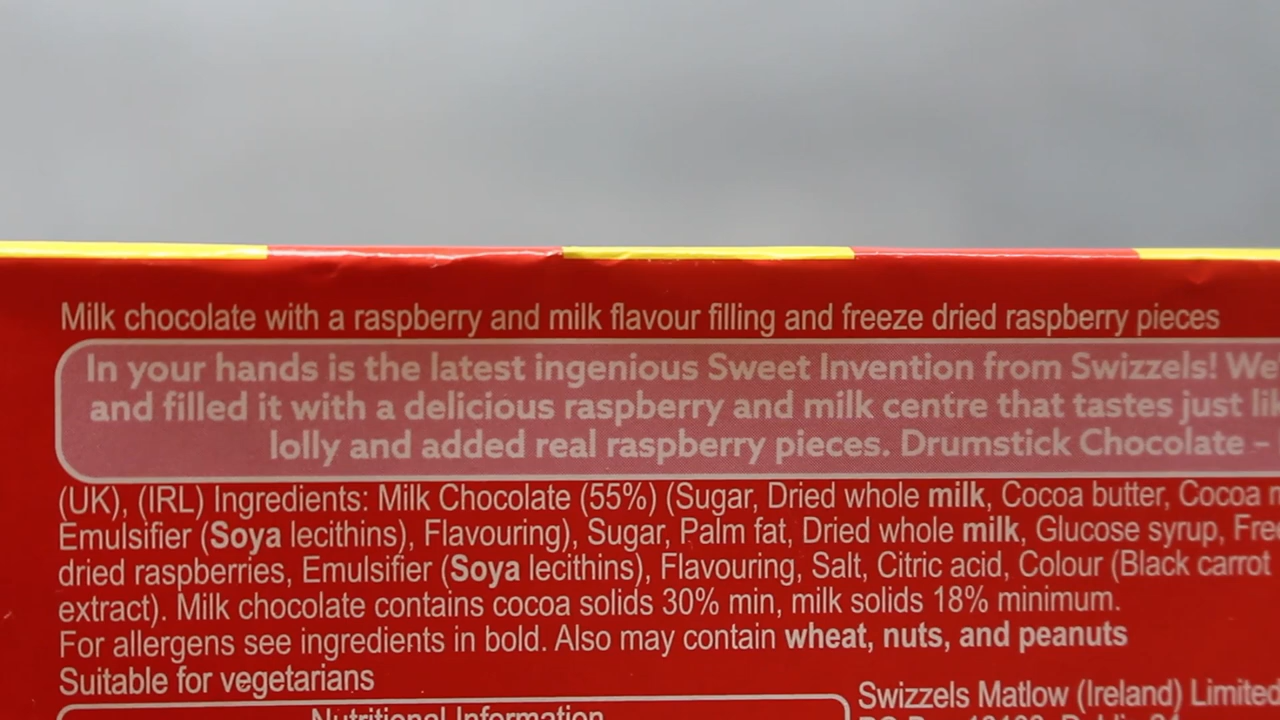 Milk chocolate with a raspberry and milk flavour filling and freeze dried raspberry pieces
In your hands is the latest ingenious Sweet Invention from Swizzels! We
and filled it with a delicious raspberry and milk centre that tastes just
lolly and added real raspberry pieces. Drumstick Chocolate –
(UK), (IRL) Ingredients: Milk Chocolate (55%) (Sugar, Dried whole milk, Cocoa butter, Cocoa
Emulsifier (Soya lecithins), Flavouring), Sugar, Palm fat, Dried whole milk, Glucose syrup,
dried raspberries, Emulsifier (Soya lecithins), Flavouring, Salt, Citric acid, Colour (Black carrot
extract). Milk chocolate contains cocoa solids 30% min, milk solids 18% minimum.
For allergens see ingredients in bold. Also may contain wheat, nuts, and peanuts
Suitable for vegetarians
Nutritional Information
Swizzels Matlow (Ireland) Limited